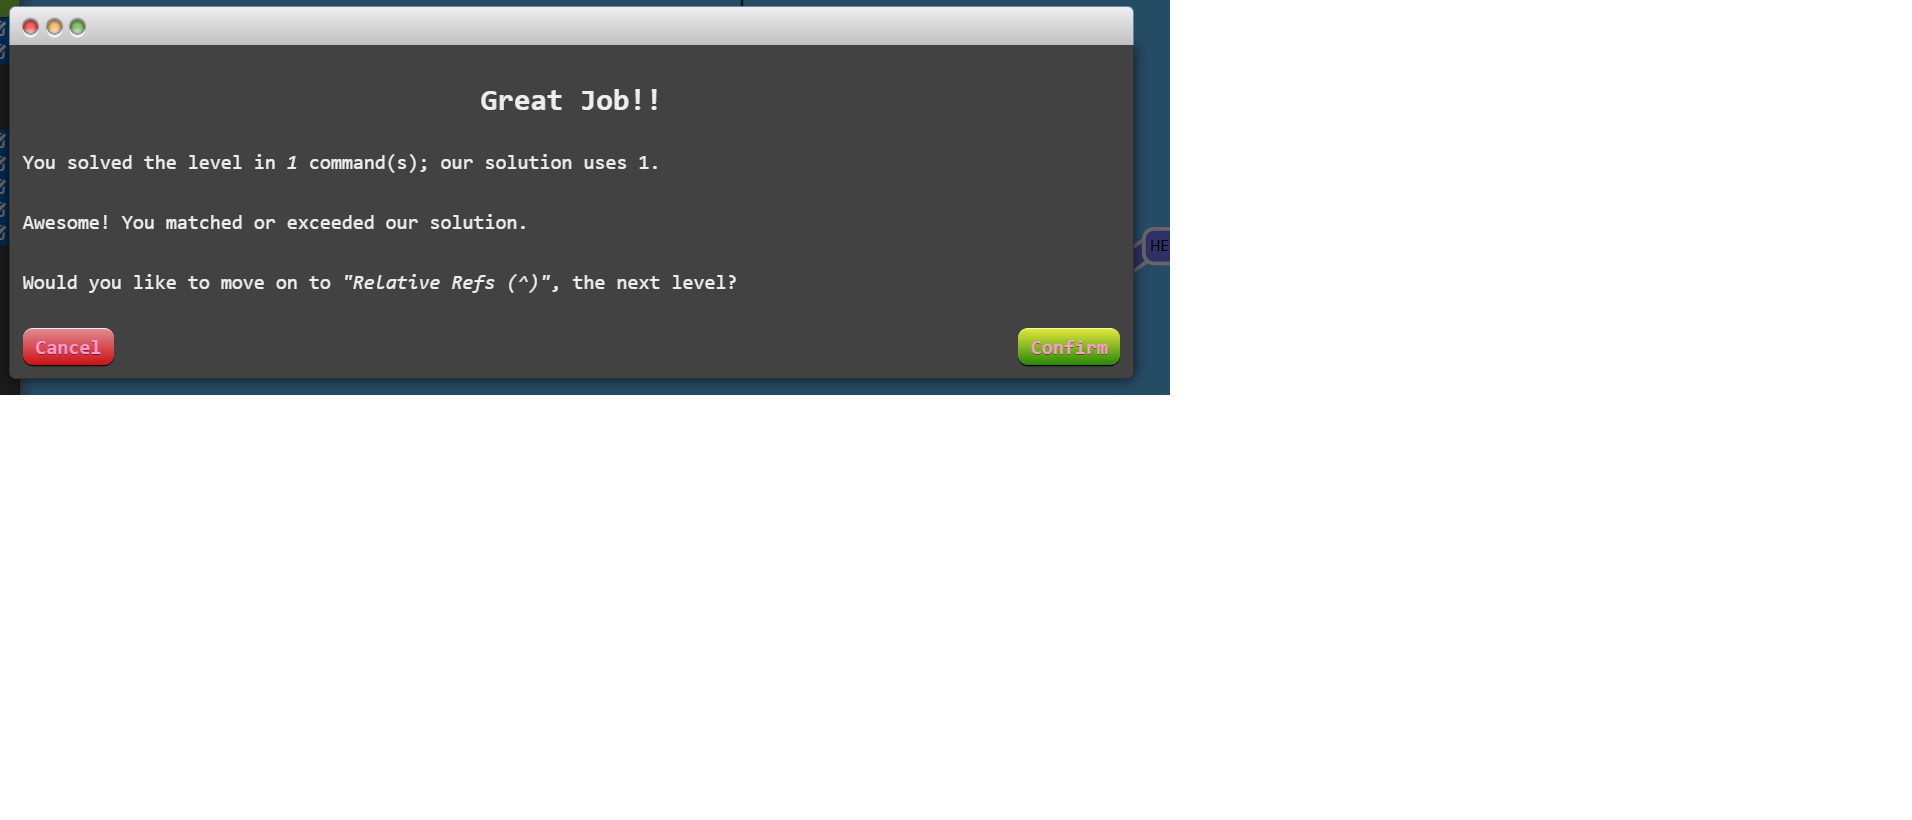 Great Job!!
You solved the level in 1 command(s); our solution uses 1.
Awesome! You matched or exceeded our solution.
Would you like to move on to "Relative Refs (^)", the next level?
Cancel
Confirm
HE